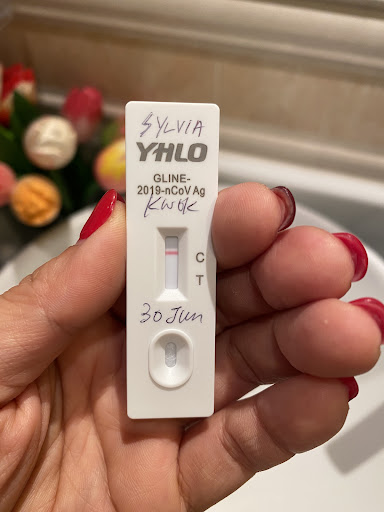 SYLVIA
YHLO
GLINE-
2019-nCoV Ag
KWOK
C
T
30 Jun